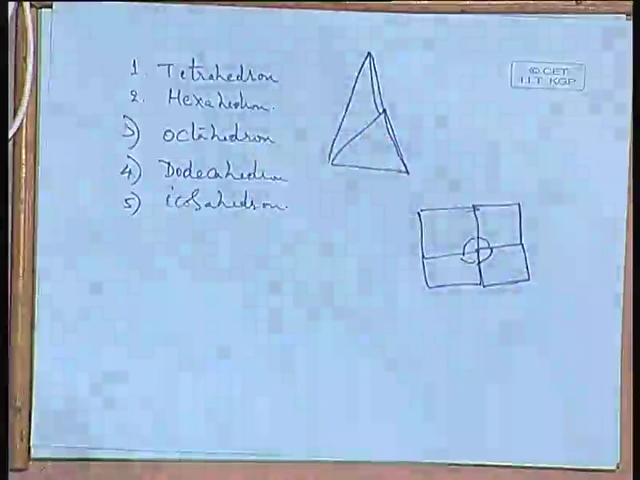 1. Tetrahedron
2. Hexahedron.
3) octahedron
4) Dodecahedron
5) icosahedron.
© CET
I.I.T. KGP